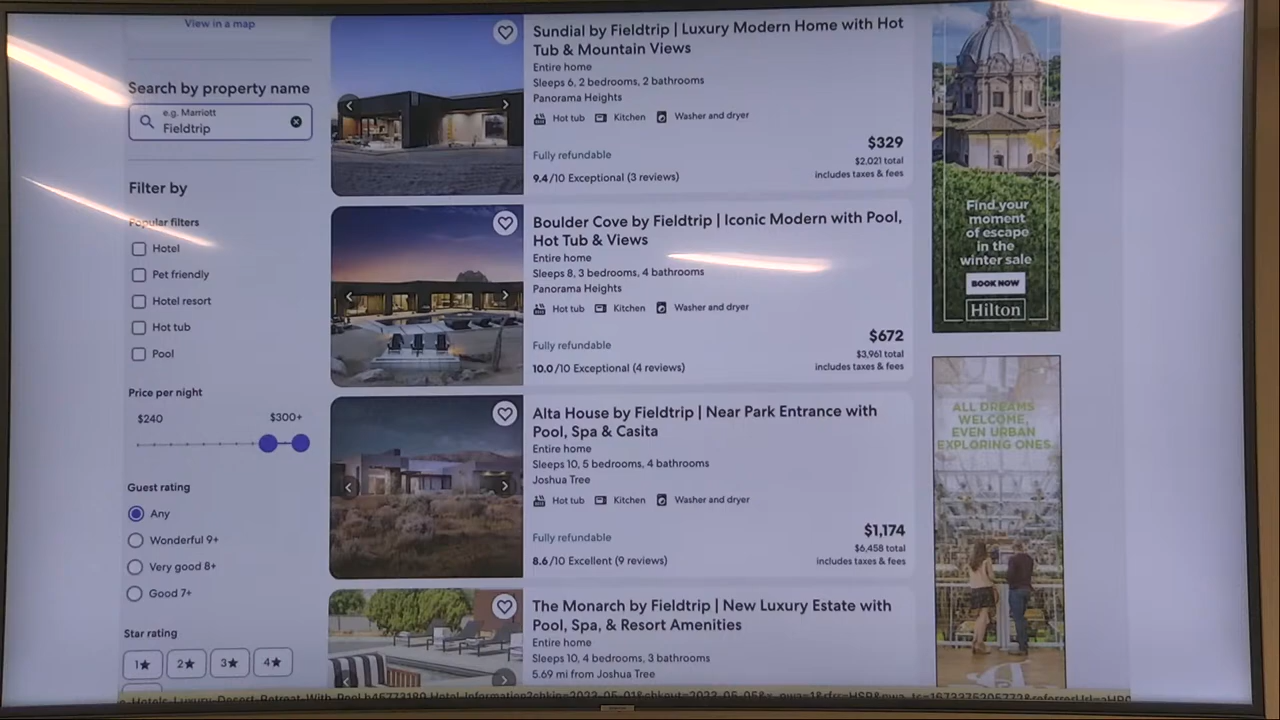 View in a map
Search by property name
e.g. Marriott
Fieldtrip
Filter by
Popular filters
Hotel
Pet friendly
Hotel resort
Hot tub
Pool
Price per night
$240
$300+
Guest rating
Any
Wonderful 9+
Very good 8+
Good 7+
Star rating
1★
2★
3★
4★
Sundial by Fieldtrip | Luxury Modern Home with Hot
Tub & Mountain Views
Entire home
Sleeps 6, 2 bedrooms, 2 bathrooms
Panorama Heights
Hot tub Kitchen Washer and dryer
Fully refundable
9.4/10 Exceptional (3 reviews)
$329
$2,021 total
includes taxes & fees
Boulder Cove by Fieldtrip | Iconic Modern with Pool,
Hot Tub & Views
Entire home
Sleeps 8, 3 bedrooms, 4 bathrooms
Panorama Heights
Hot tub Kitchen Washer and dryer
Fully refundable
10.0/10 Exceptional (4 reviews)
$672
$3,961 total
includes taxes & fees
Alta House by Fieldtrip | Near Park Entrance with
Pool, Spa & Casita
Entire home
Sleeps 10, 5 bedrooms, 4 bathrooms
Joshua Tree
Hot tub Kitchen Washer and dryer
Fully refundable
8.6/10 Excellent (9 reviews)
$1,174
$6,458 total
includes taxes & fees
The Monarch by Fieldtrip | New Luxury Estate with
Pool, Spa, & Resort Amenities
Entire home
Sleeps 10, 4 bedrooms, 3 bathrooms
5.69 mi from Joshua Tree
Find your
moment
of escape
in the
winter sale
BOOK NOW
Hilton
ALL DREAMS
WELCOME,
EVEN URBAN
EXPLORING ONES.